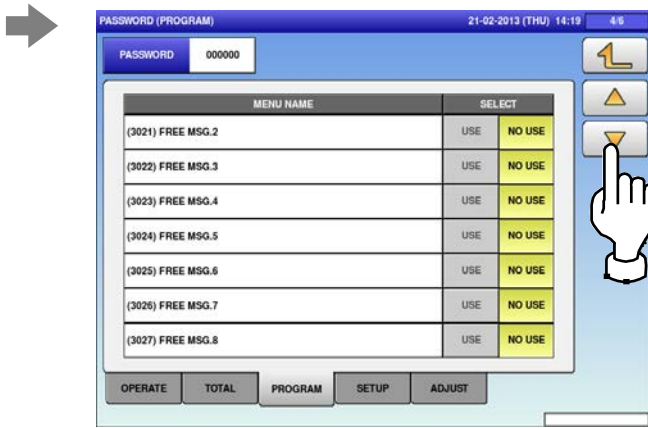 PASSWORD (PROGRAM) 21-02-2013 (THU) 14:19 4/6
PASSWORD 000000
MENU NAME SELECT
(3021) FREE MSG.2 USE NO USE
(3022) FREE MSG.3 USE NO USE
(3023) FREE MSG.4 USE NO USE
(3024) FREE MSG.5 USE NO USE
(3025) FREE MSG.6 USE NO USE
(3026) FREE MSG.7 USE NO USE
(3027) FREE MSG.8 USE NO USE
OPERATE TOTAL PROGRAM SETUP ADJUST